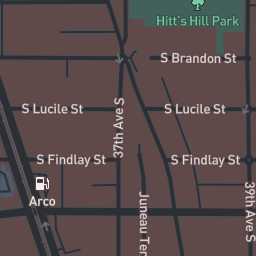 Hitt's Hill Park
S Brandon St
S Lucile St
S Lucile St
37th Ave S
S Findlay St
S Findlay St
Juneau Ter
39th Ave S
Arco